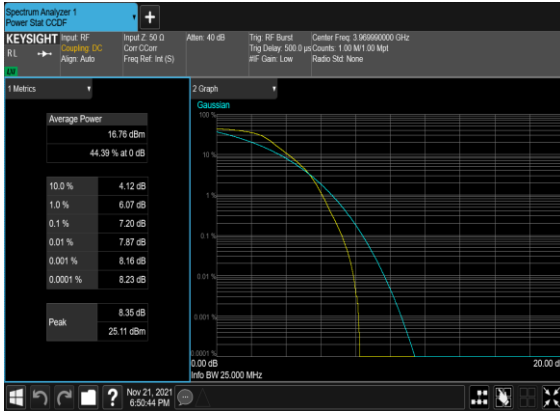 Spectrum Analyzer 1
Power Stat CCDF
+
KEYSIGHT
RL
LV
Input: RF
Coupling: DC
Align: Auto
Input Z: 50 Ω
Corr CCorr
Freq Ref: Int (S)
Atten: 40 dB
Trig: RF Burst
Trig Delay: 500.0 µs
#IF Gain: Low
Center Freq: 3.969990000 GHz
Counts: 1.00 M/1.00 Mpt
Radio Std: None
1 Metrics
Average Power
16.76 dBm
44.39 % at 0 dB
10.0 % 4.12 dB
1.0 % 6.07 dB
0.1 % 7.20 dB
0.01 % 7.87 dB
0.001 % 8.16 dB
0.0001 % 8.23 dB
Peak
8.35 dB
25.11 dBm
2 Graph
Gaussian
100 %
10 %
1 %
0.1 %
0.01 %
0.001 %
0.0001 %
0.00 dB
20.00 d
Info BW 25.000 MHz
?
Nov 21, 2021
6:50:44 PM